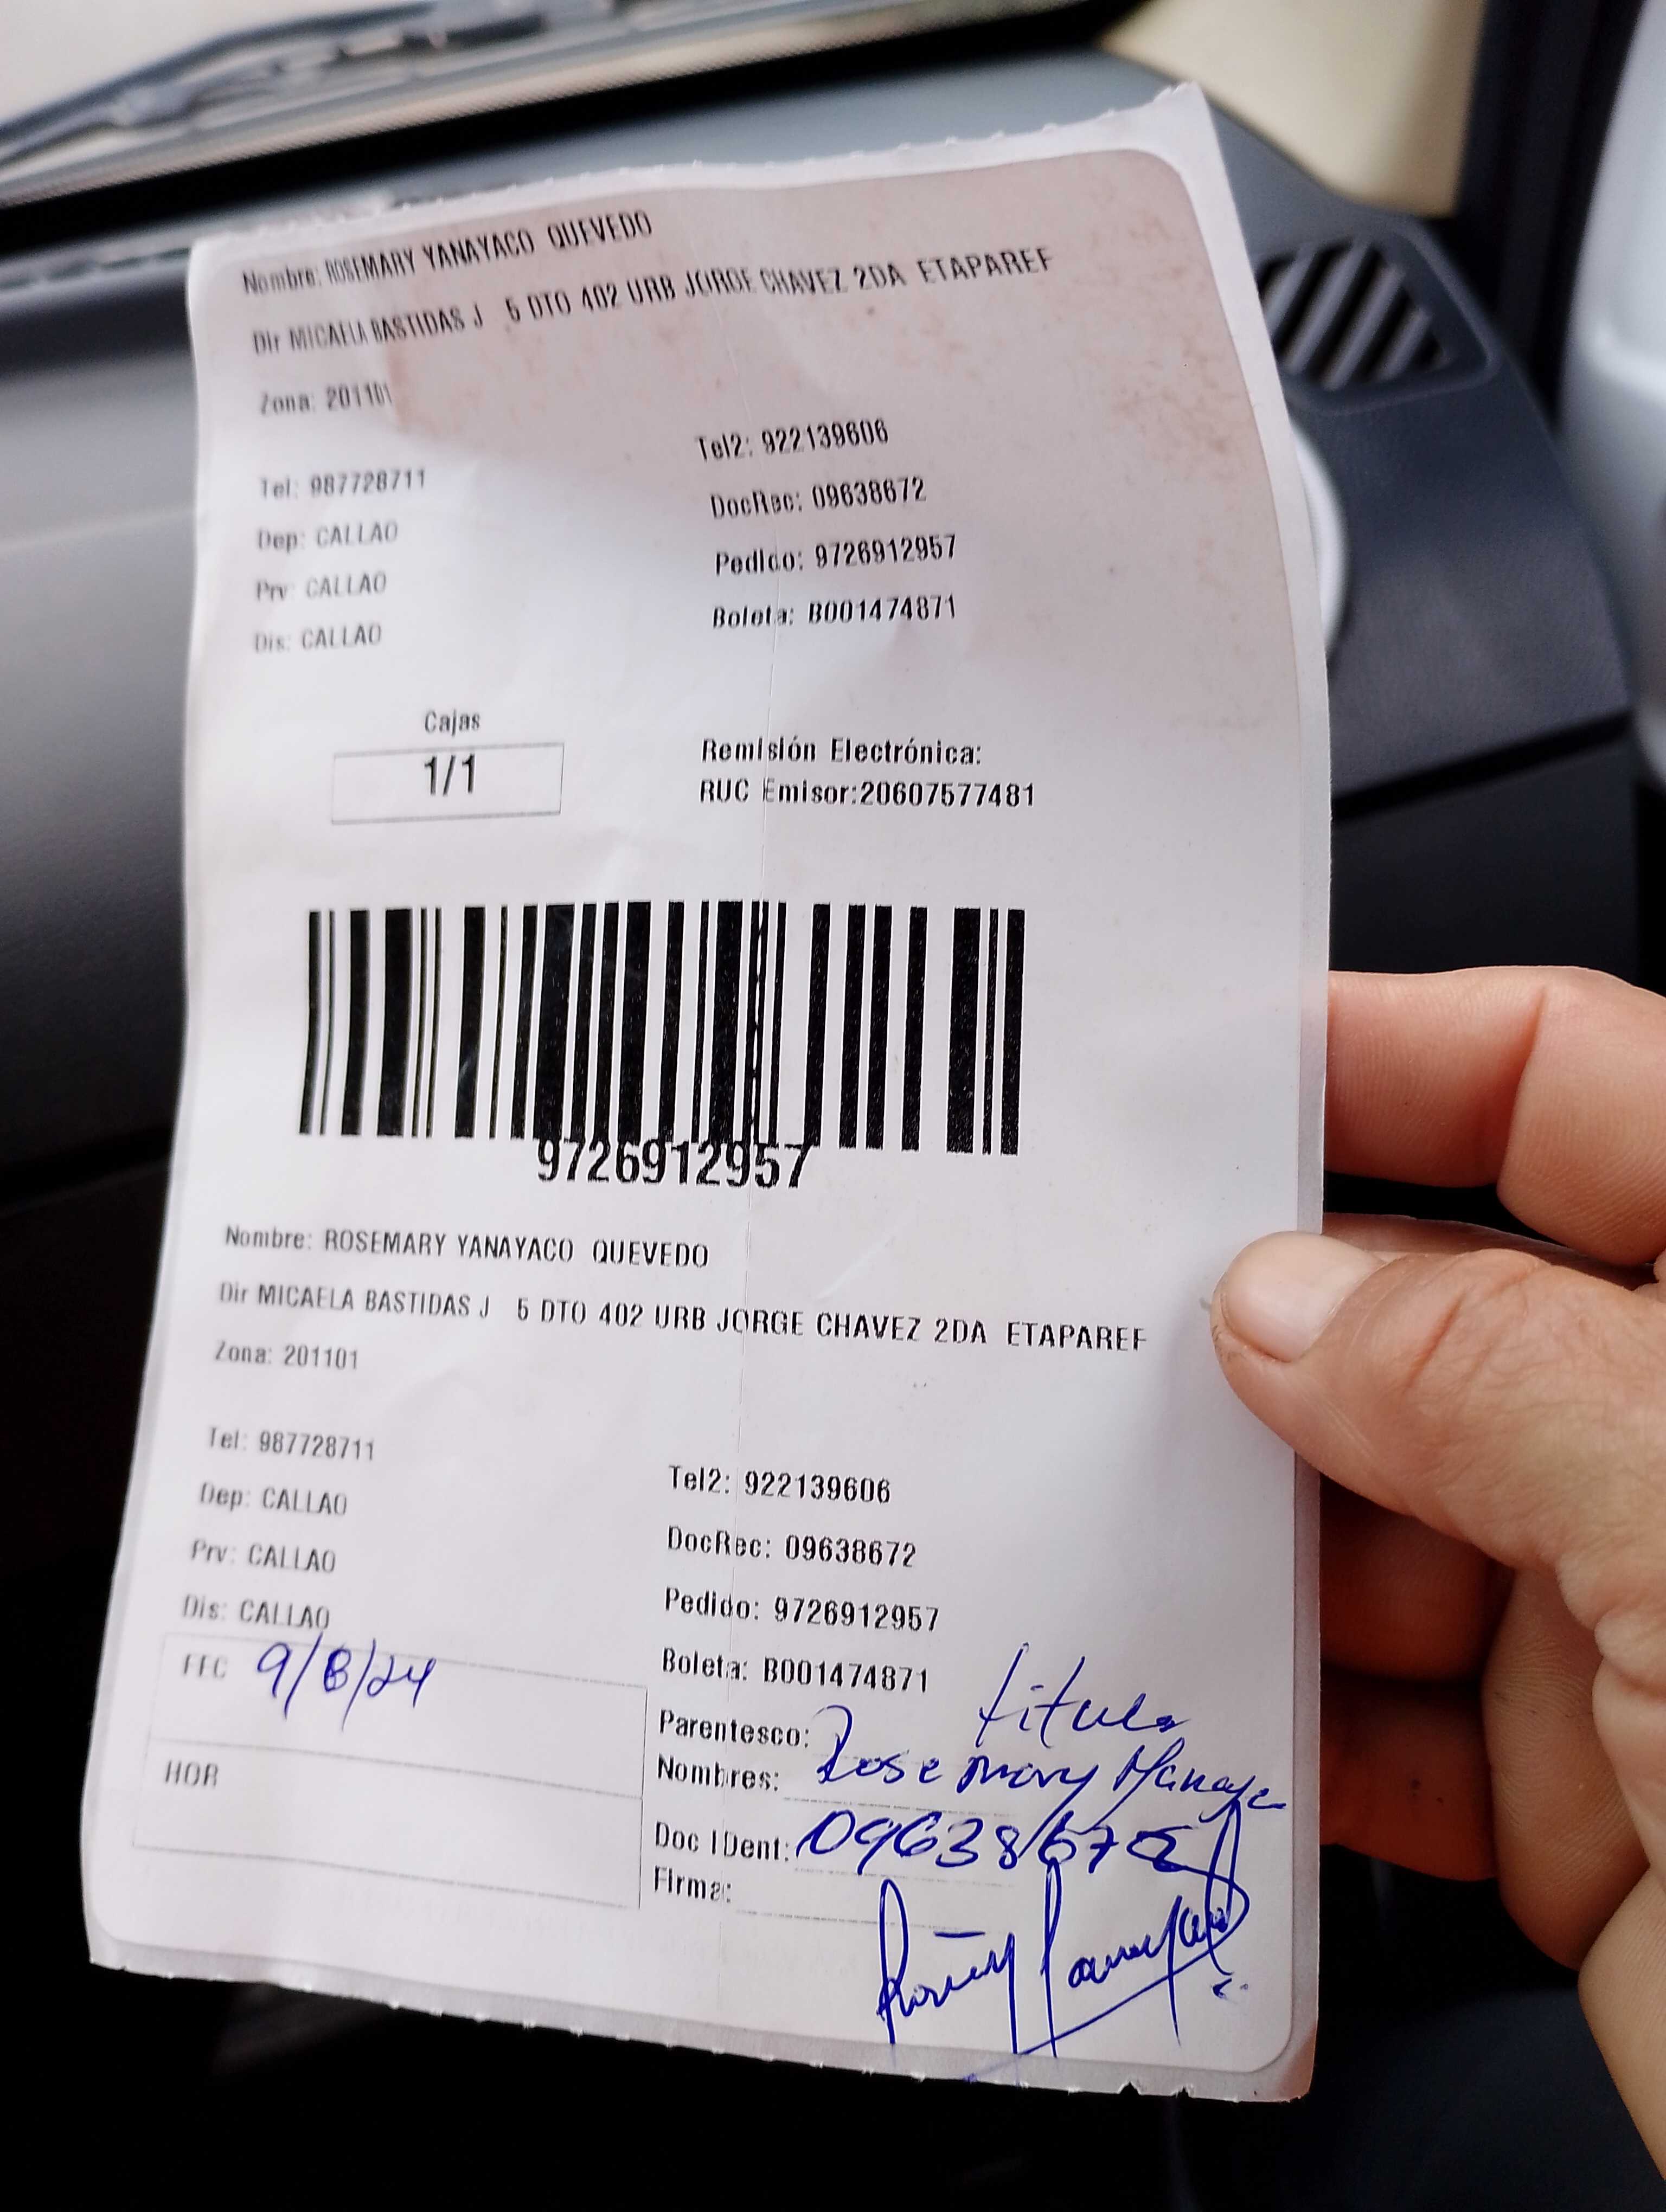 Nombre: ROSEMARY YANAYACO QUEVEDO
Dir MICAELA BASTIDAS J 5 DTO 402 URB JORGE CHAVEZ 2DA ETAPAREF
Zona: 201101
Tel: 987728711 Tel2: 922139606
Dep: CALLAO DocRec: 09638672
Prv: CALLAO Pedido: 9726912957
Dis: CALLAO Boleta: B001474871
Cajas
1/1
Remisión Electrónica:
RUC Emisor:20607577481
9726912957
Nombre: ROSEMARY YANAYACO QUEVEDO
Dir MICAELA BASTIDAS J 5 DTO 402 URB JORGE CHAVEZ 2DA ETAPAREF
Zona: 201101
Tel: 987728711 Tel2: 922139606
Dep: CALLAO DocRec: 09638672
Prv: CALLAO Pedido: 9726912957
Dis: CALLAO Boleta: B001474871
FFC 9/8/24
HOR
Parentesco: titular
Nombres: Rosemary
Doc IDent: 09638672
Firma: